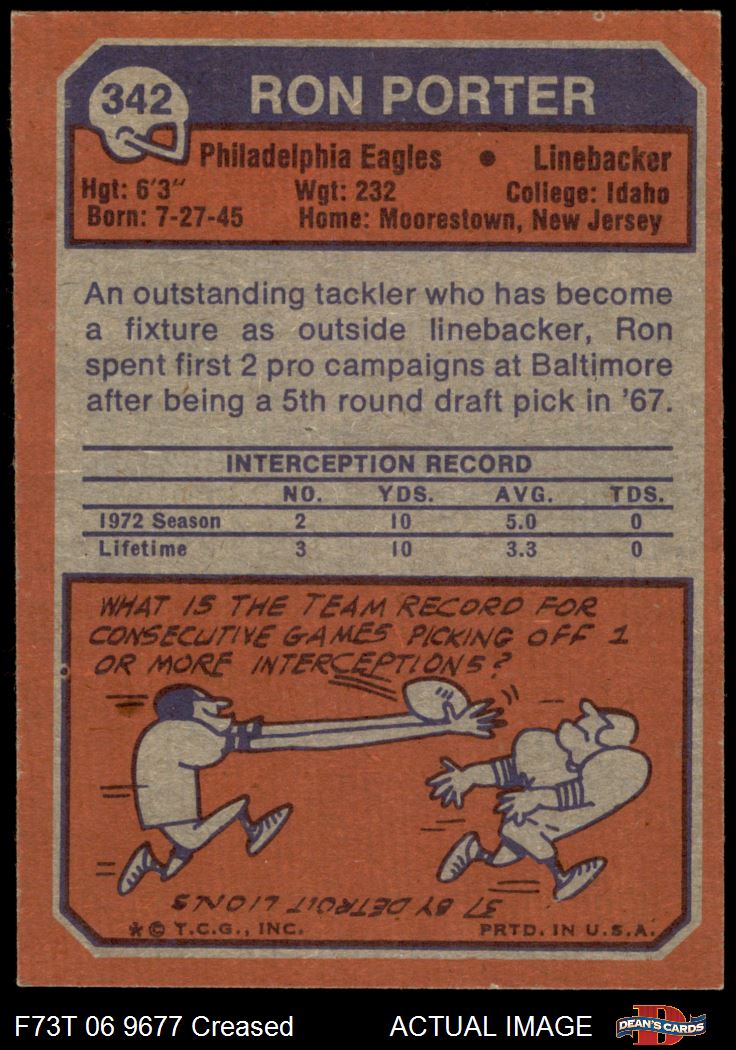 342
RON PORTER
Philadelphia Eagles • Linebacker
Hgt: 6'3" Wgt: 232 College: Idaho
Born: 7-27-45 Home: Moorestown, New Jersey
An outstanding tackler who has become
a fixture as outside linebacker, Ron
spent first 2 pro campaigns at Baltimore
after being a 5th round draft pick in '67.
INTERCEPTION RECORD
NO. YDS. AVG. TDS.
1972 Season 2 10 5.0 0
Lifetime 3 10 3.3 0
WHAT IS THE TEAM RECORD FOR
CONSECUTIVE GAMES PICKING OFF 1
OR MORE INTERCEPTIONS?
37 BY DETROIT LIONS
*© T.C.G., INC. PRTD. IN U.S.A.
F73T 06 9677 Creased ACTUAL IMAGE D DEAN'S CARDS